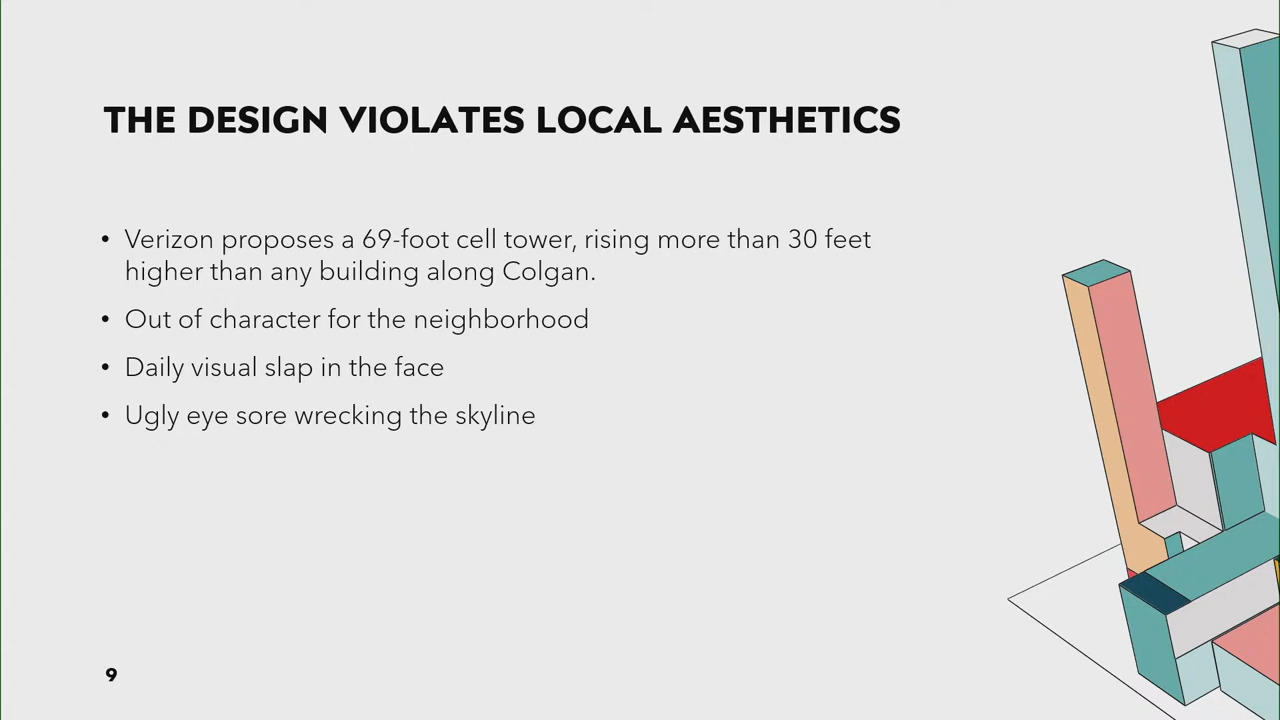 THE DESIGN VIOLATES LOCAL AESTHETICS
• Verizon proposes a 69-foot cell tower, rising more than 30 feet
higher than any building along Colgan.
• Out of character for the neighborhood
• Daily visual slap in the face
• Ugly eye sore wrecking the skyline
9